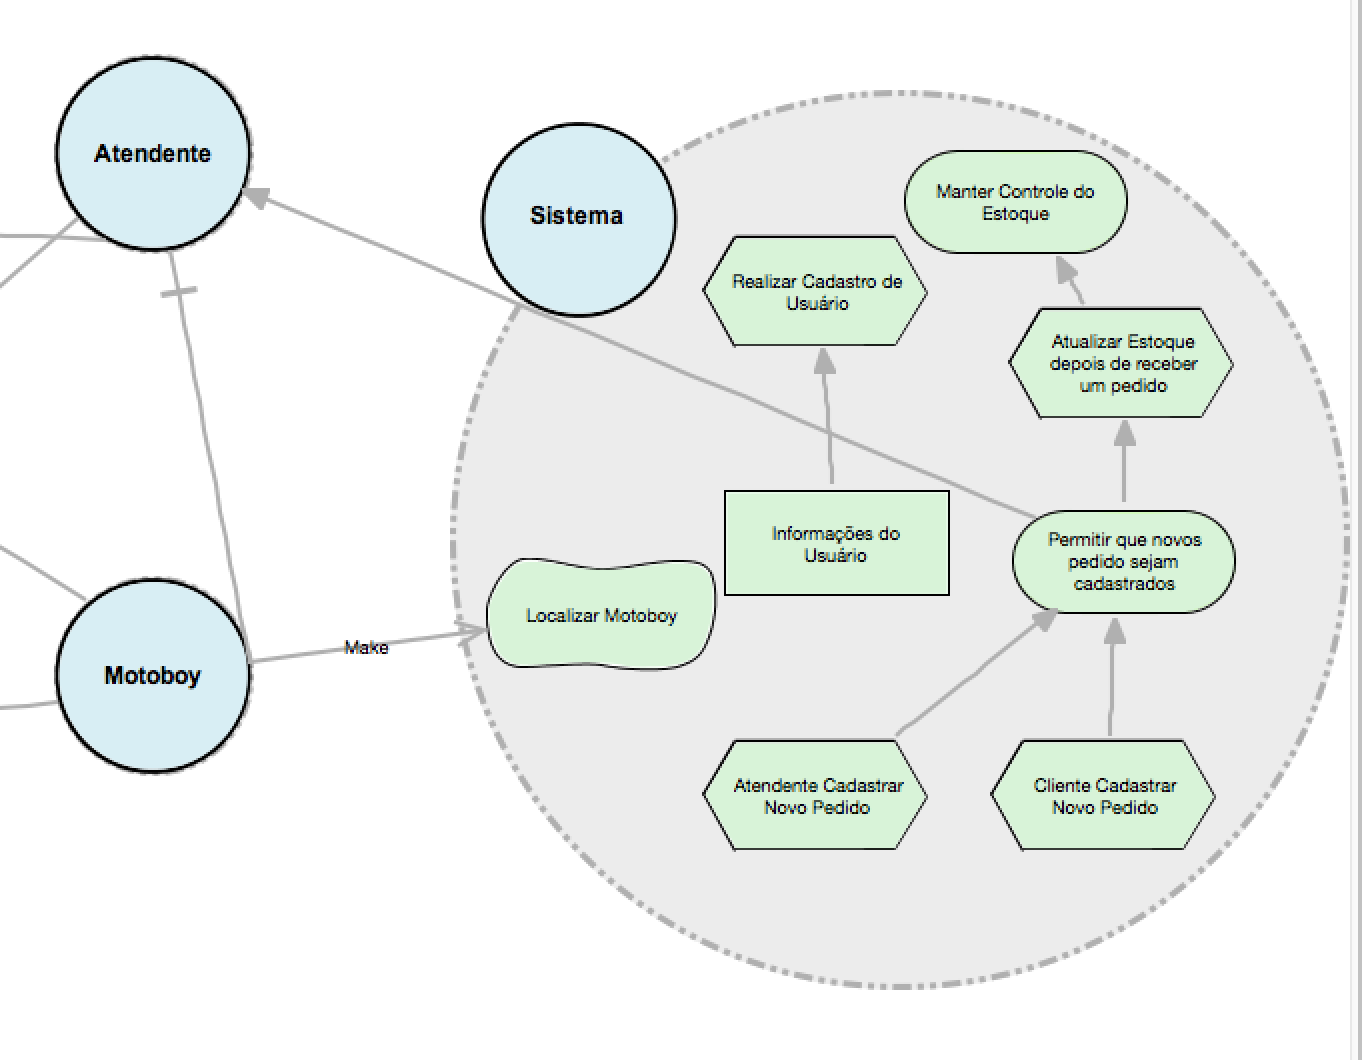 Atendente
Sistema
Manter Controle do
Estoque
Realizar Cadastro de
Usuário
Atualizar Estoque
depois de receber
um pedido
Informações do
Usuário
Permitir que novos
pedido sejam
cadastrados
Localizar Motoboy
Make
Motoboy
Atendente Cadastrar
Novo Pedido
Cliente Cadastrar
Novo Pedido